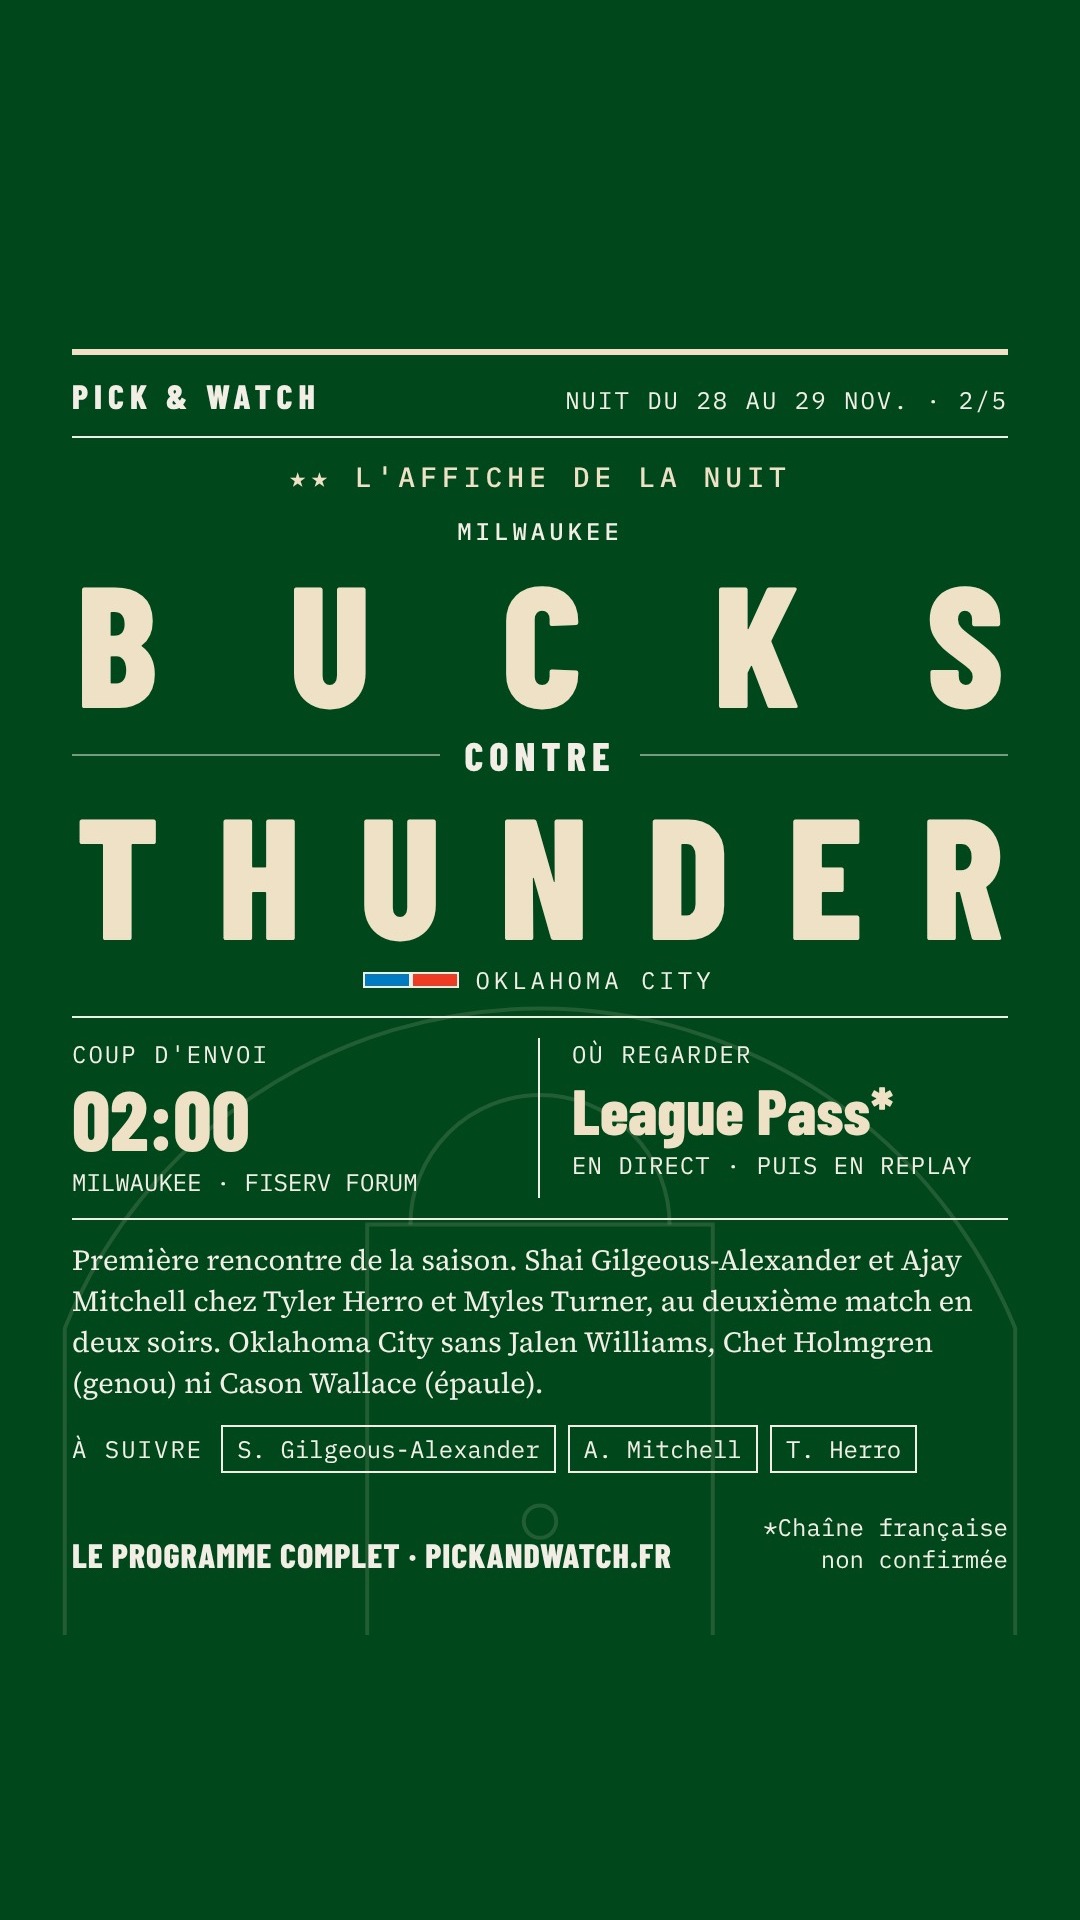 PICK & WATCH
NUIT DU 28 AU 29 NOV. · 2/5
★★ L'AFFICHE DE LA NUIT
MILWAUKEE
BUCKS
CONTRE
THUNDER
OKLAHOMA CITY
COUP D'ENVOI
02:00
MILWAUKEE · FISERV FORUM
OÙ REGARDER
League Pass*
EN DIRECT · PUIS EN REPLAY
Première rencontre de la saison. Shai Gilgeous-Alexander et Ajay
Mitchell chez Tyler Herro et Myles Turner, au deuxième match en
deux soirs. Oklahoma City sans Jalen Williams, Chet Holmgren
(genou) ni Cason Wallace (épaule).
À SUIVRE S. Gilgeous-Alexander A. Mitchell T. Herro
LE PROGRAMME COMPLET · PICKANDWATCH.FR
*Chaîne française
non confirmée